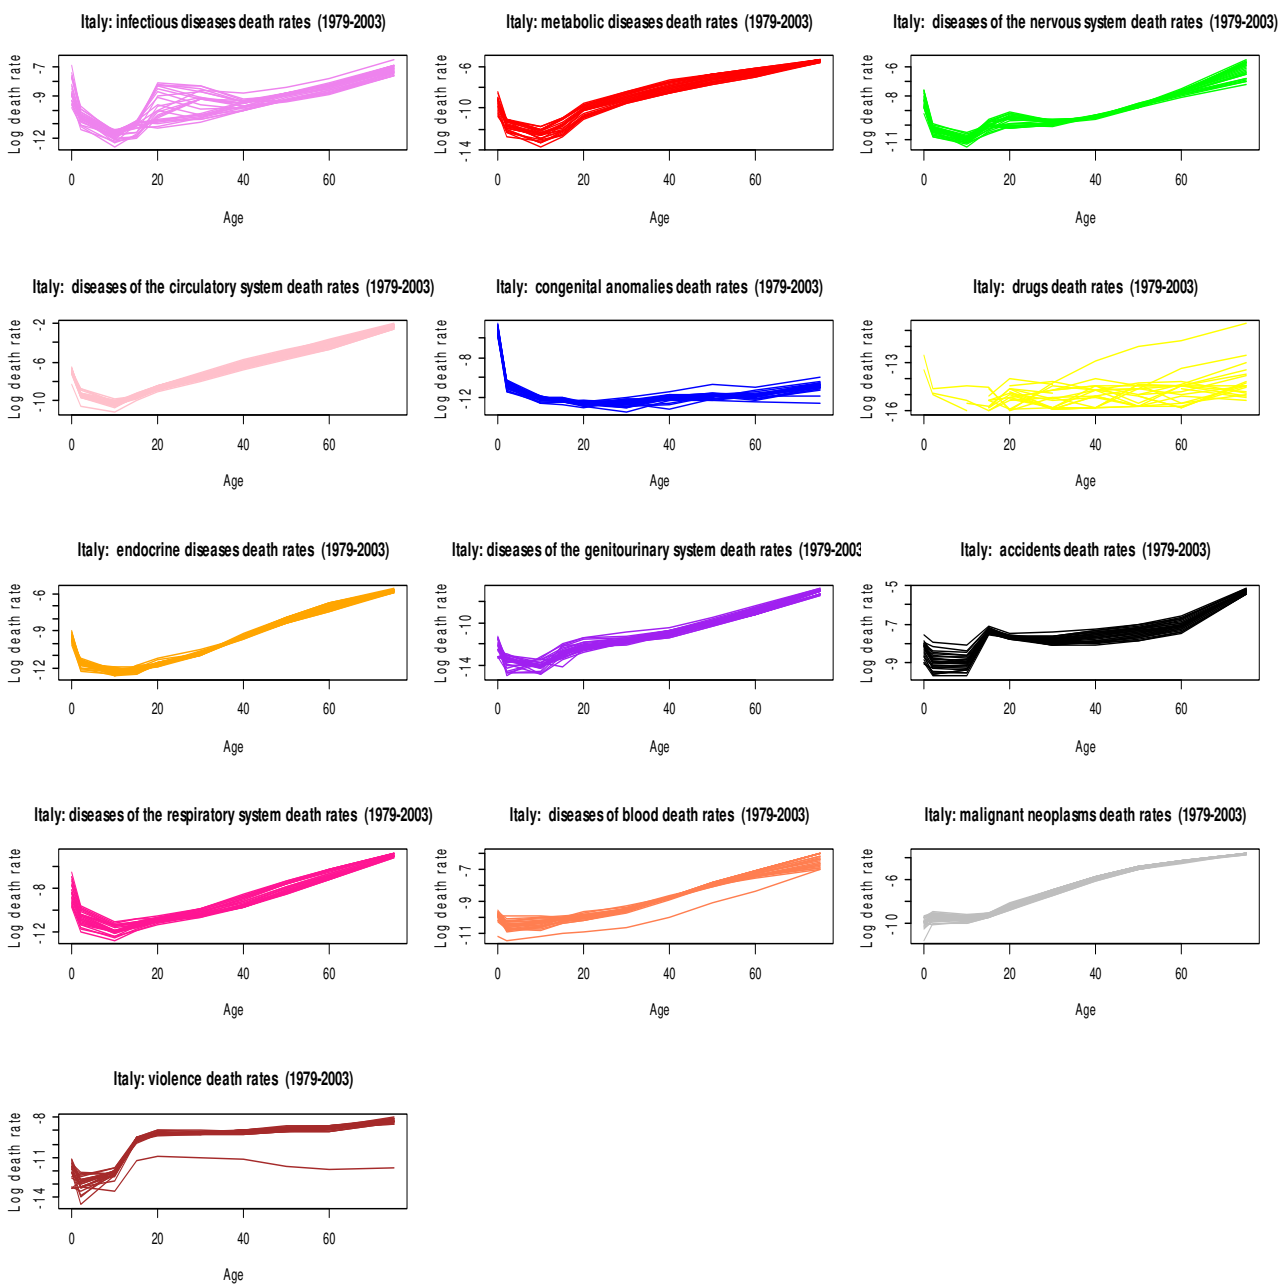 Italy: infectious diseases death rates (1979-2003)
Log death rate
-7
-9
-12
0 20 40 60
Age
Italy: metabolic diseases death rates (1979-2003)
Log death rate
-6
-10
-14
0 20 40 60
Age
Italy: diseases of the nervous system death rates (1979-2003)
Log death rate
-6
-8
-11
0 20 40 60
Age
Italy: diseases of the circulatory system death rates (1979-2003)
Log death rate
-2
-6
-10
0 20 40 60
Age
Italy: congenital anomalies death rates (1979-2003)
Log death rate
-8
-12
0 20 40 60
Age
Italy: drugs death rates (1979-2003)
Log death rate
-13
-16
0 20 40 60
Age
Italy: endocrine diseases death rates (1979-2003)
Log death rate
-6
-9
-12
0 20 40 60
Age
Italy: diseases of the genitourinary system death rates (1979-2003
Log death rate
-10
-14
0 20 40 60
Age
Italy: accidents death rates (1979-2003)
Log death rate
-5
-7
-9
0 20 40 60
Age
Italy: diseases of the respiratory system death rates (1979-2003)
Log death rate
-8
-12
0 20 40 60
Age
Italy: diseases of blood death rates (1979-2003)
Log death rate
-7
-9
-11
0 20 40 60
Age
Italy: malignant neoplasms death rates (1979-2003)
Log death rate
-6
-10
0 20 40 60
Age
Italy: violence death rates (1979-2003)
Log death rate
-8
-11
-14
0 20 40 60
Age